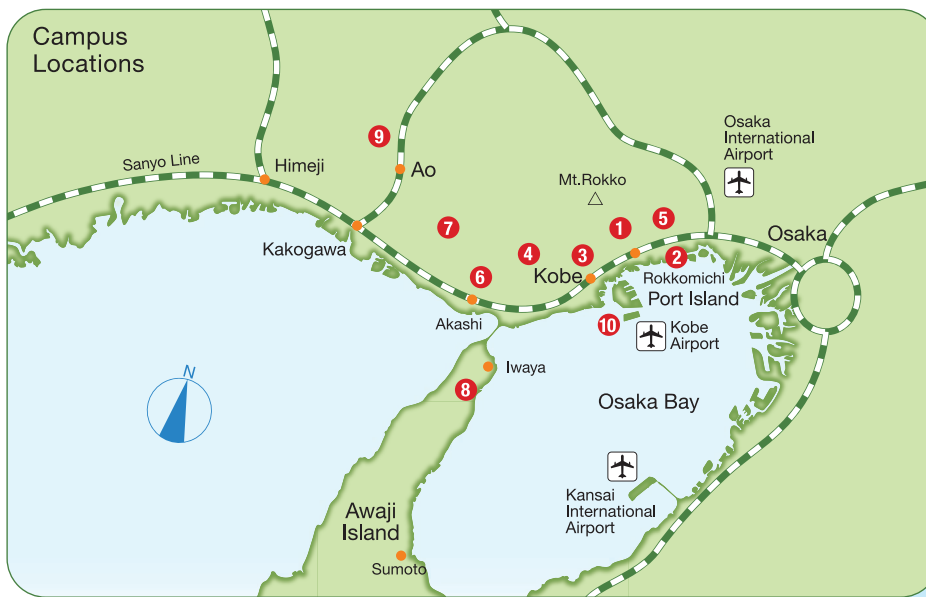 Campus
Locations
Osaka
International
Airport
9
Sanyo Line
Himeji
Ao
Mt.Rokko
5
1
7
Osaka
Kakogawa
4
3
2
6
Kobe
Rokkomichi
Port Island
Akashi
10
Kobe
Airport
N
Iwaya
8
Osaka Bay
Kansai
International
Airport
Awaji
Island
Sumoto